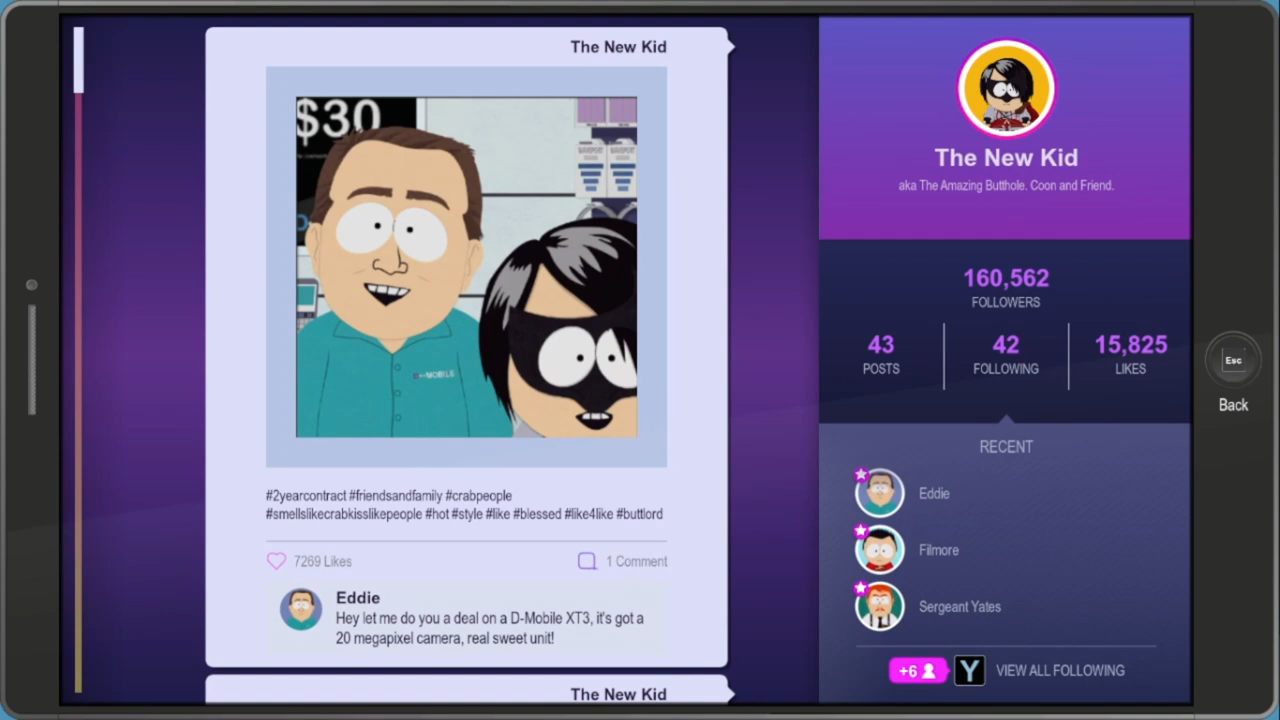 The New Kid
$30
MOBILE
#2yearcontract #friendsandfamily #crabpeople
#smellslikecrabkisslikepeople #hot #style #like #blessed #like4like #buttlord
7269 Likes
1 Comment
Eddie
Hey let me do you a deal on a D-Mobile XT3, it's got a
20 megapixel camera, real sweet unit!
The New Kid
The New Kid
aka The Amazing Butthole. Coon and Friend.
160,562
FOLLOWERS
43
POSTS
42
FOLLOWING
15,825
LIKES
RECENT
Eddie
Filmore
Sergeant Yates
+6
Y
VIEW ALL FOLLOWING
Esc
Back